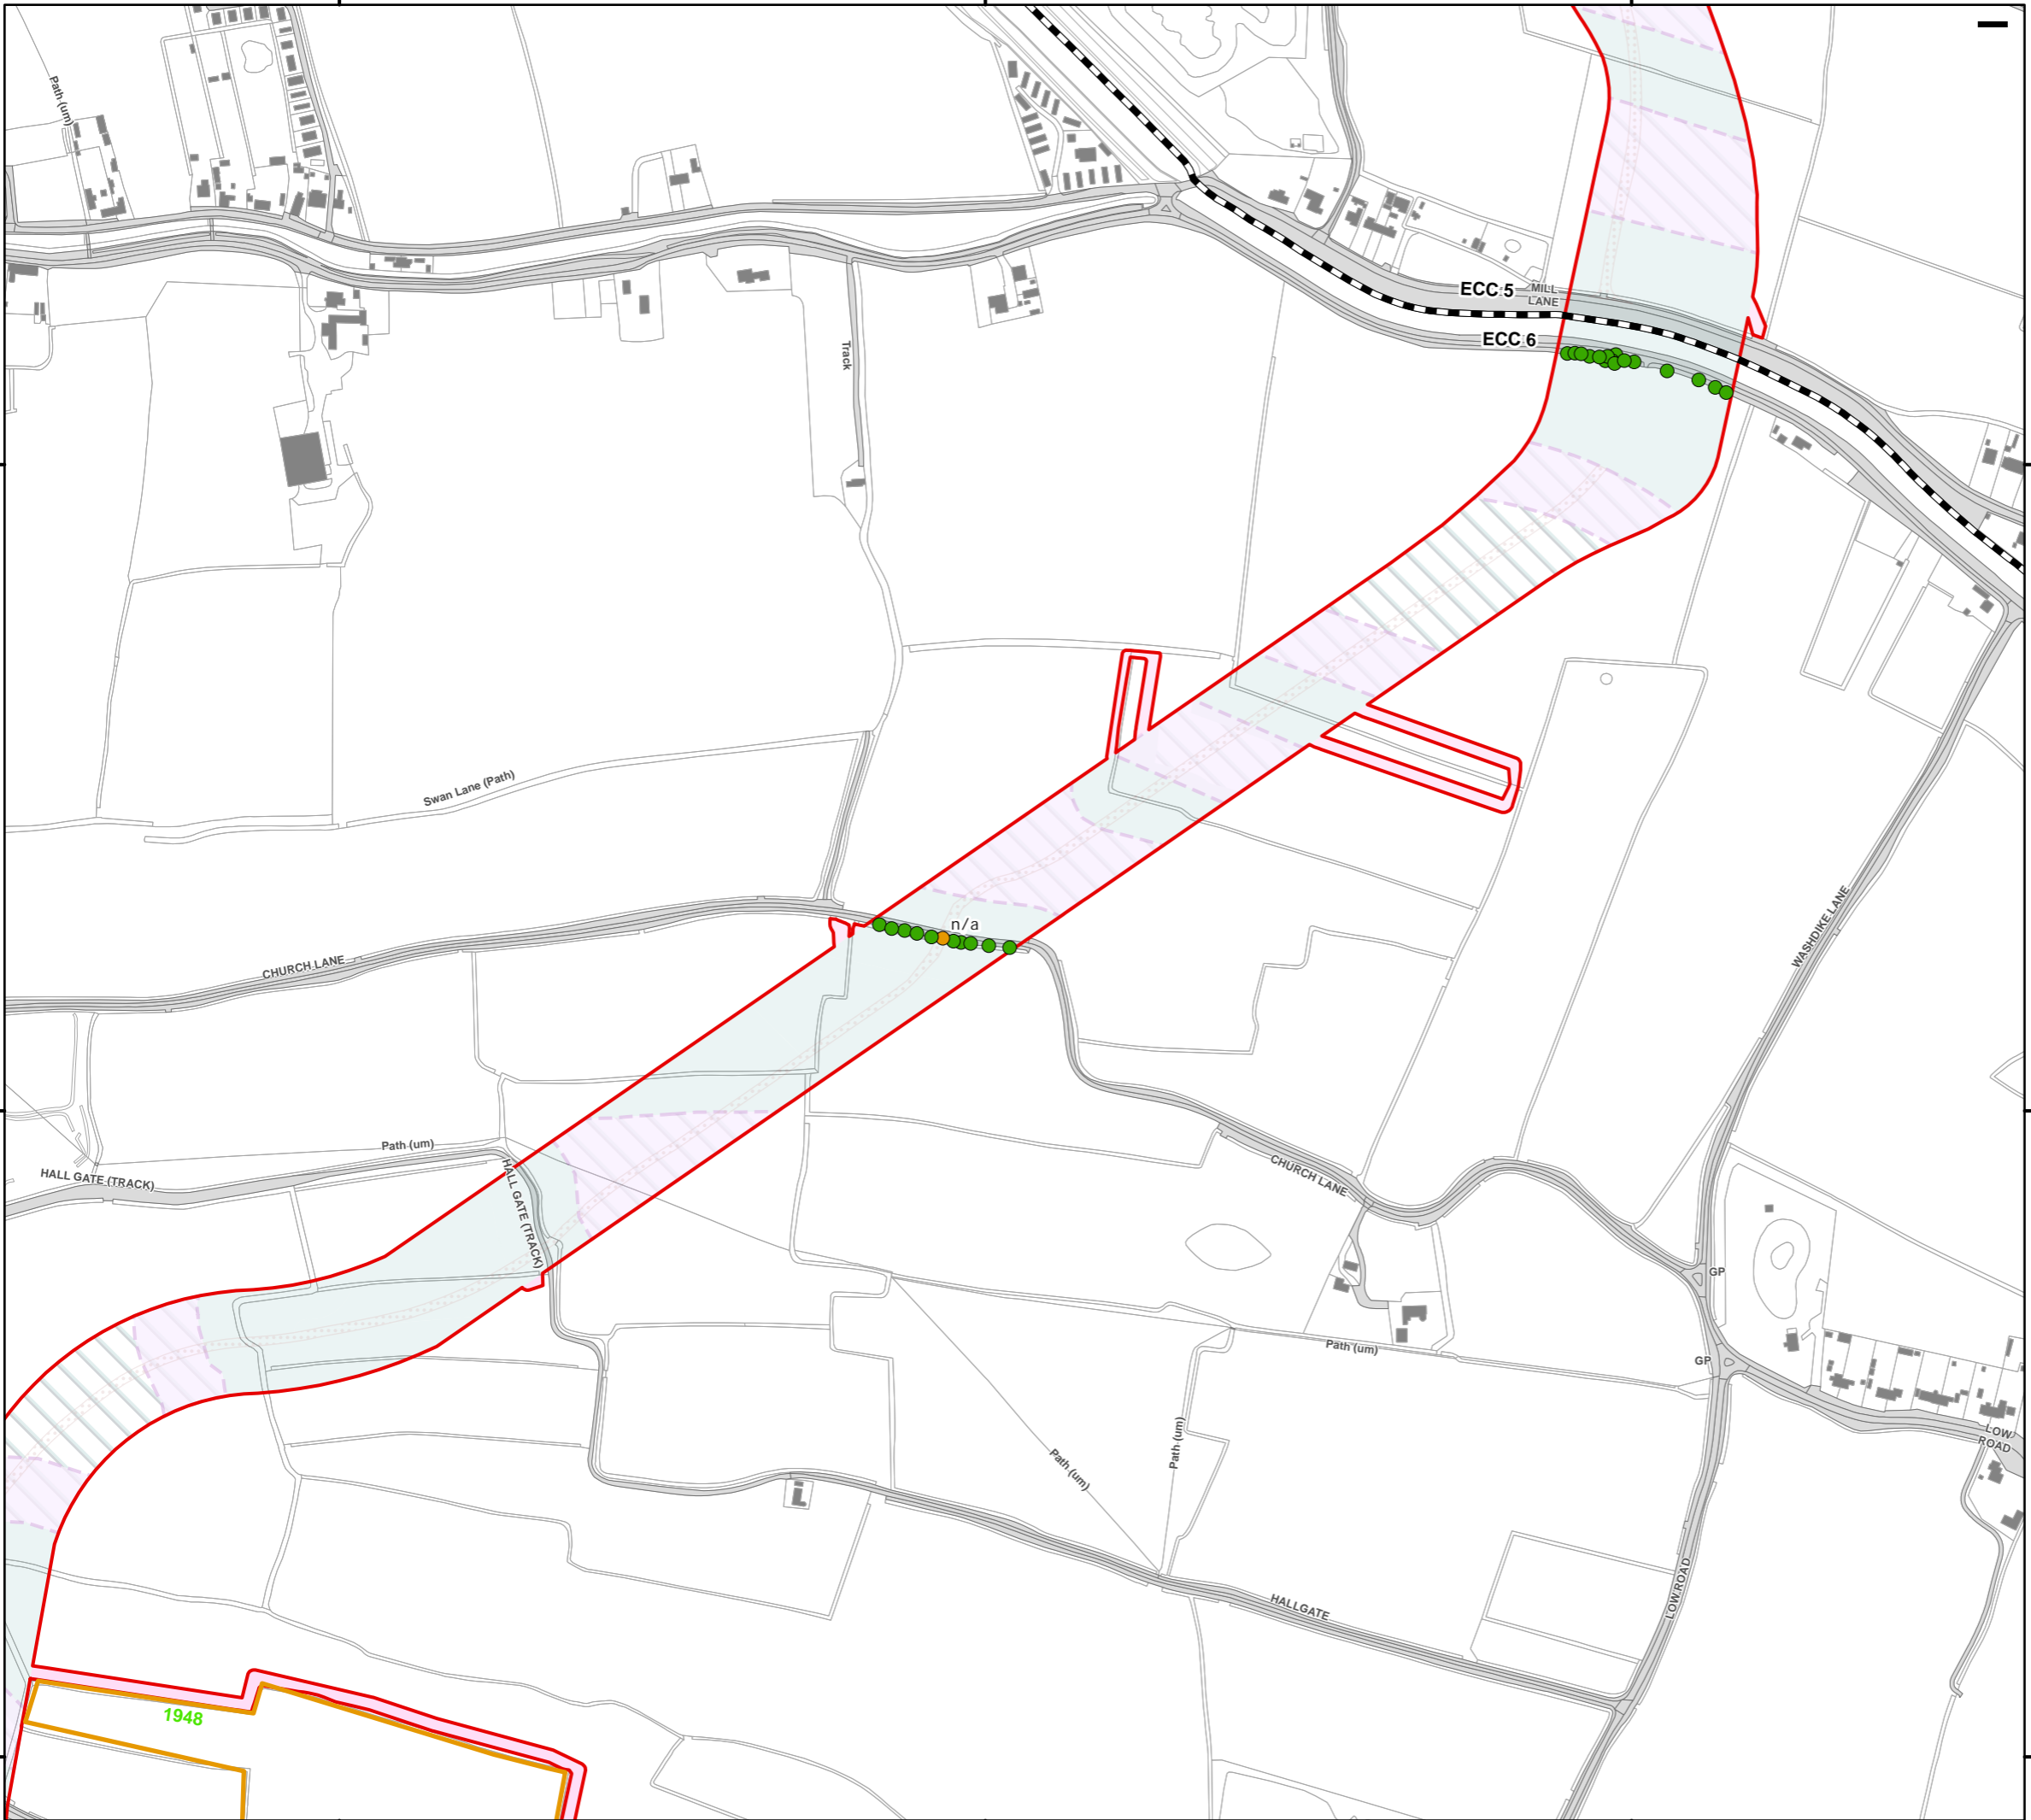 Path (um)
ECC 5
MILL
LANE
ECC 6
Track
Swan Lane (Path)
n/a
CHURCH LANE
WASHDIKE LANE
Path (um)
HALL GATE (TRACK)
HALL GATE (TRACK)
CHURCH LANE
GP
Path (um)
GP
Path (um)
Path (um)
LOW
ROAD
HALLGATE
LOW ROAD
1948